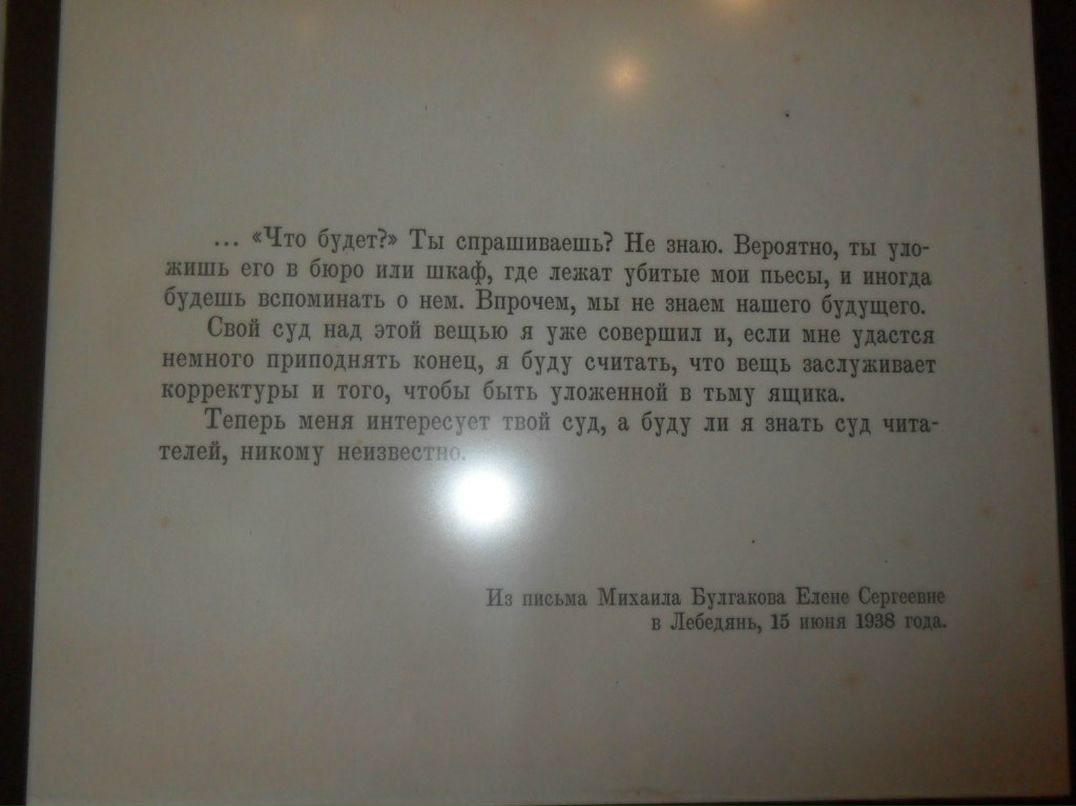 ... «Что будет?» Ты спрашиваешь? Не знаю. Вероятно, ты уло-
жишь его в бюро или шкаф, где лежат убитые мои пьесы, и иногда
будешь вспоминать о нем. Впрочем, мы не знаем нашего будущего.
Свой суд над этой вещью я уже совершил и, если мне удастся
немного приподнять конец, я буду считать, что вещь заслуживает
корректуры и того, чтобы быть уложенной в тьму ящика.
Теперь меня интересует твой суд, а буду ли я знать суд чита-
телей, никому неизвестно.
Из письма Михаила Булгакова Елене Сергеевне
в Лебедянь, 15 июня 1938 года.